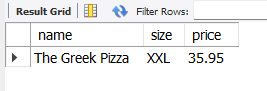 Result Grid Filter Rows:
name size price
The Greek Pizza XXL 35.95